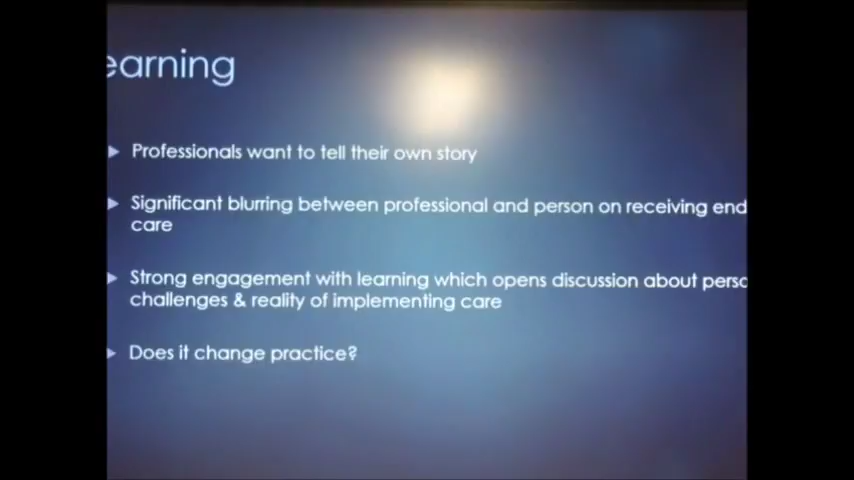 earning
Professionals want to tell their own story
Significant blurring between professional and person on receiving end
care
Strong engagement with learning which opens discussion about perso
challenges & reality of implementing care
Does it change practice?